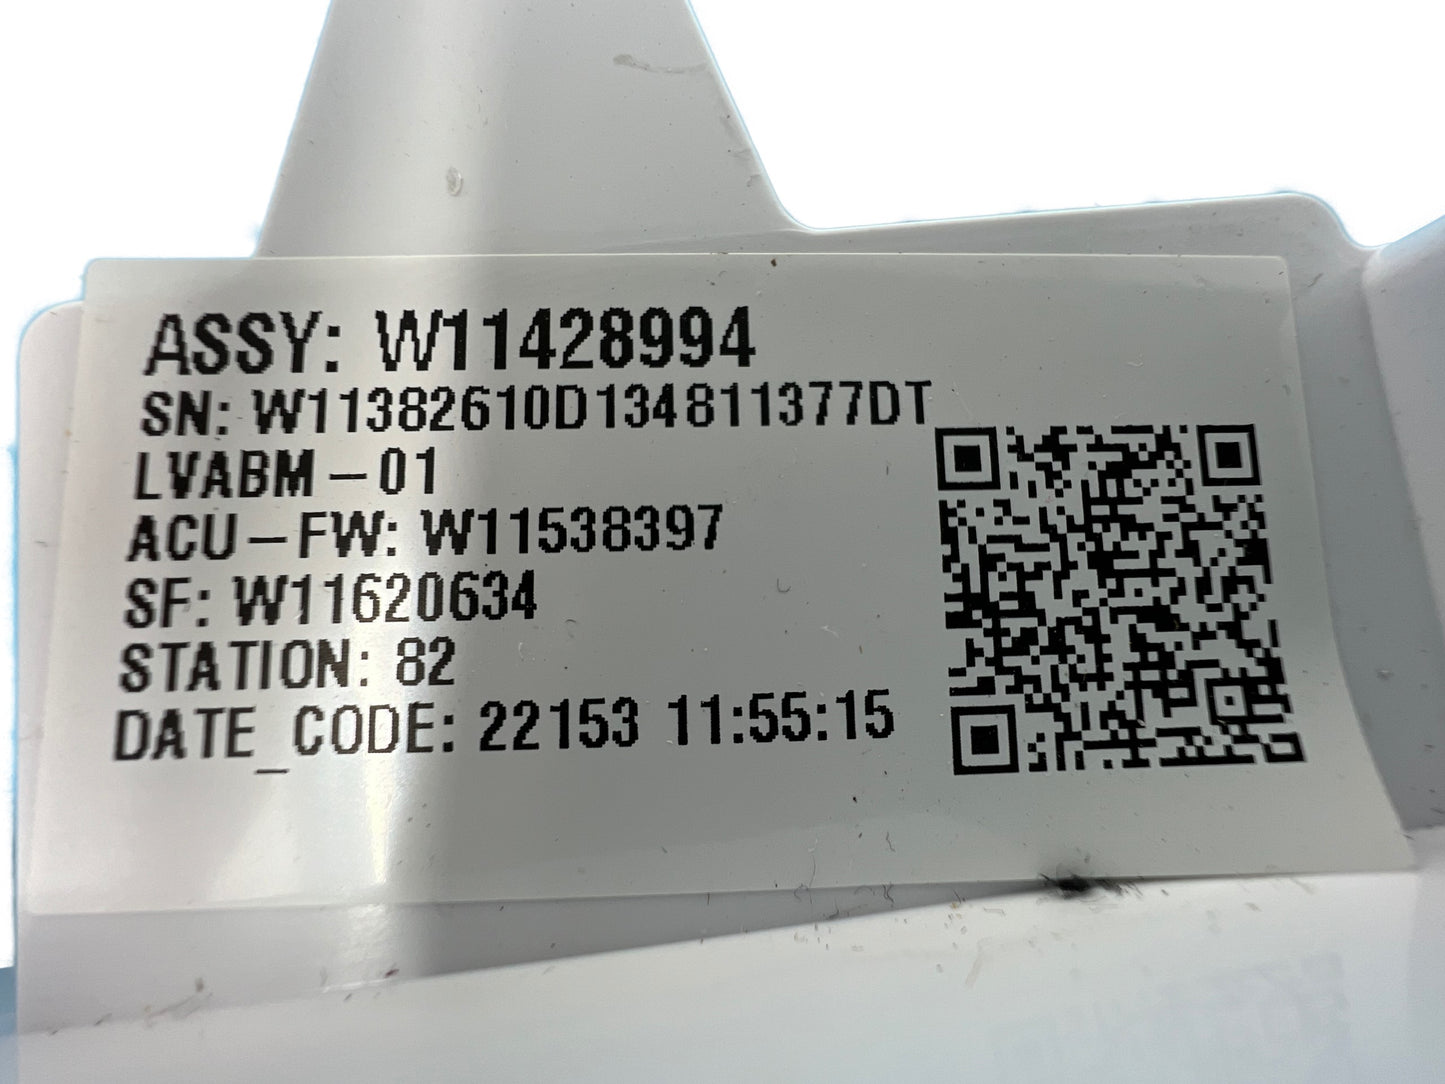 ASSY: W11428994
SN: W11382610D134811377DT
LVABM-01
ACU-FW: W11538397
SF: W11620634
STATION: 82
DATE_CODE: 22153 11:55:15